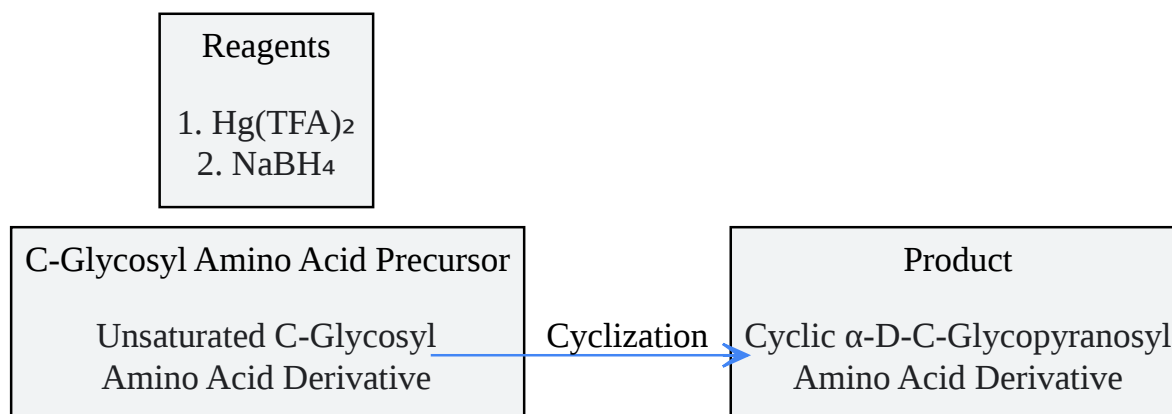 Reagents
1. Hg(TFA)₂
2. NaBH₄
C-Glycosyl Amino Acid Precursor
Unsaturated C-Glycosyl
Amino Acid Derivative
Cyclization
Product
Cyclic α-D-C-Glycopyranosyl
Amino Acid Derivative